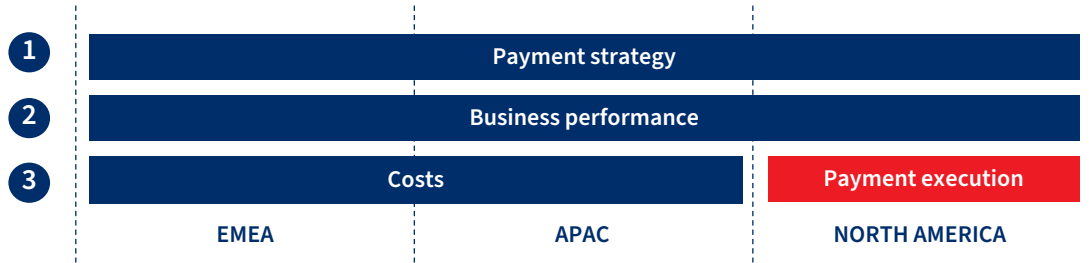 1 Payment strategy
2 Business performance
3 Costs Payment execution
EMEA APAC NORTH AMERICA